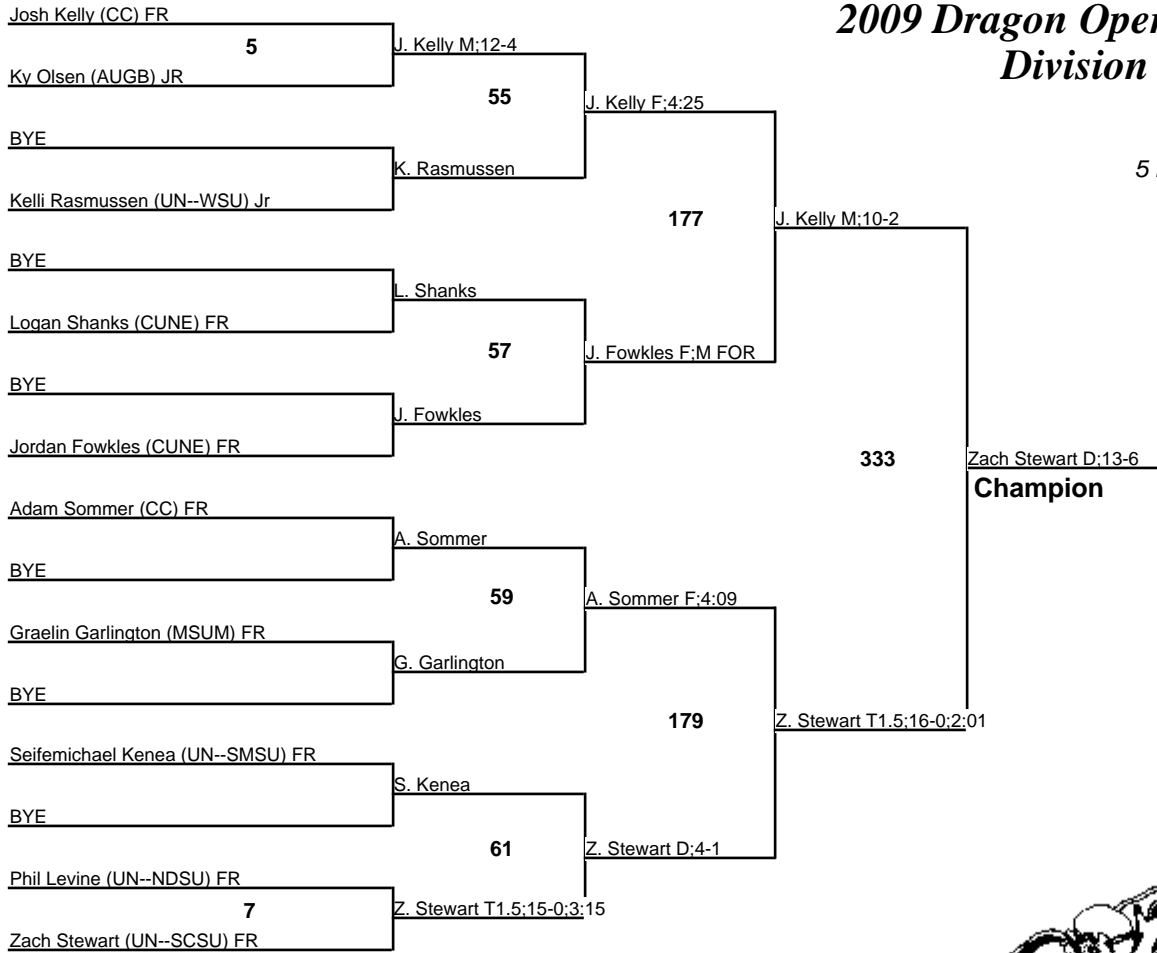 2009 Dragon Open
Division
5
Josh Kelly (CC) FR
5
Ky Olsen (AUGB) JR
BYE
Kelli Rasmussen (UN--WSU) Jr
BYE
Logan Shanks (CUNE) FR
BYE
Jordan Fowkles (CUNE) FR
Adam Sommer (CC) FR
BYE
Graelin Garlington (MSUM) FR
BYE
Seifemichael Kenea (UN--SMSU) FR
BYE
Phil Levine (UN--NDSU) FR
7
Zach Stewart (UN--SCSU) FR
J. Kelly M;12-4
55
K. Rasmussen
L. Shanks
57
J. Fowkles
A. Sommer
59
G. Garlington
S. Kenea
61
Z. Stewart T1.5;15-0;3:15
J. Kelly F;4:25
177
J. Fowkles F;M FOR
A. Sommer F;4:09
179
Z. Stewart D;4-1
J. Kelly M;10-2
333
Z. Stewart T1.5;16-0;2:01
Zach Stewart D;13-6
Champion